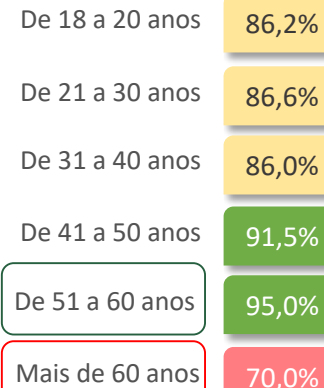 De 18 a 20 anos 86,2%
De 21 a 30 anos 86,6%
De 31 a 40 anos 86,0%
De 41 a 50 anos 91,5%
De 51 a 60 anos 95,0%
Mais de 60 anos 70,0%